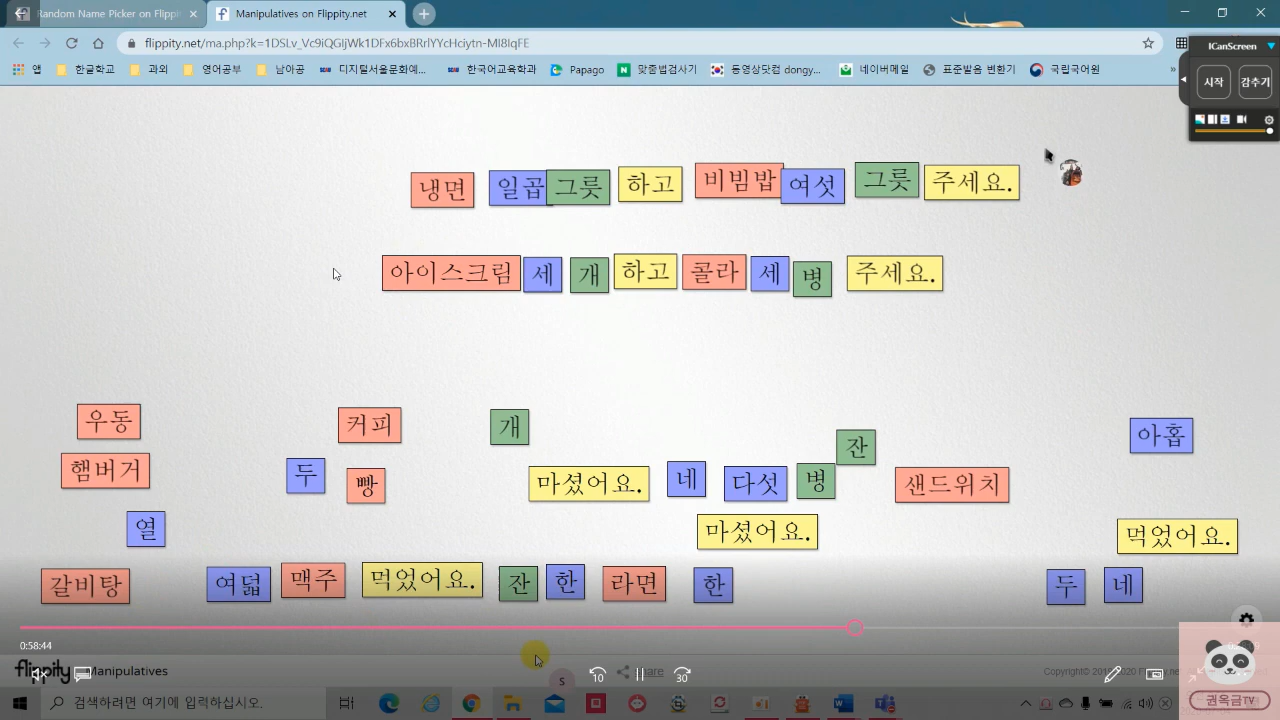 Random Name Picker on Flippi
Manipulatives on Flippity.net
flippity.net/ma.php?k=1DSLv_Vc9iQGIjWk1DFx6bxBRrlYYcHciytn-MI8IqFE
앱 한글학교 과외 영어공부 남아공 디지털서울문화예... 한국어교육학과 Papago 맞춤법검사기 동영상닷컴 dongy... 네이버메일 표준발음 변환기 국립국어원
ICanScreen
시작 감추기
냉면 일곱 그릇 하고 비빔밥 여섯 그릇 주세요.
아이스크림 세 개 하고 콜라 세 병 주세요.
우동 커피 개 잔 아홉
햄버거 두 빵 마셨어요. 네 다섯 병 샌드위치
열 마셨어요. 먹었어요.
갈비탕 여덟 맥주 먹었어요. 잔 한 라면 한 두 네
0:58:44
flippity Manipulatives
10 30
S
검색하려면 여기에 입력하십시오.
권옥금TV